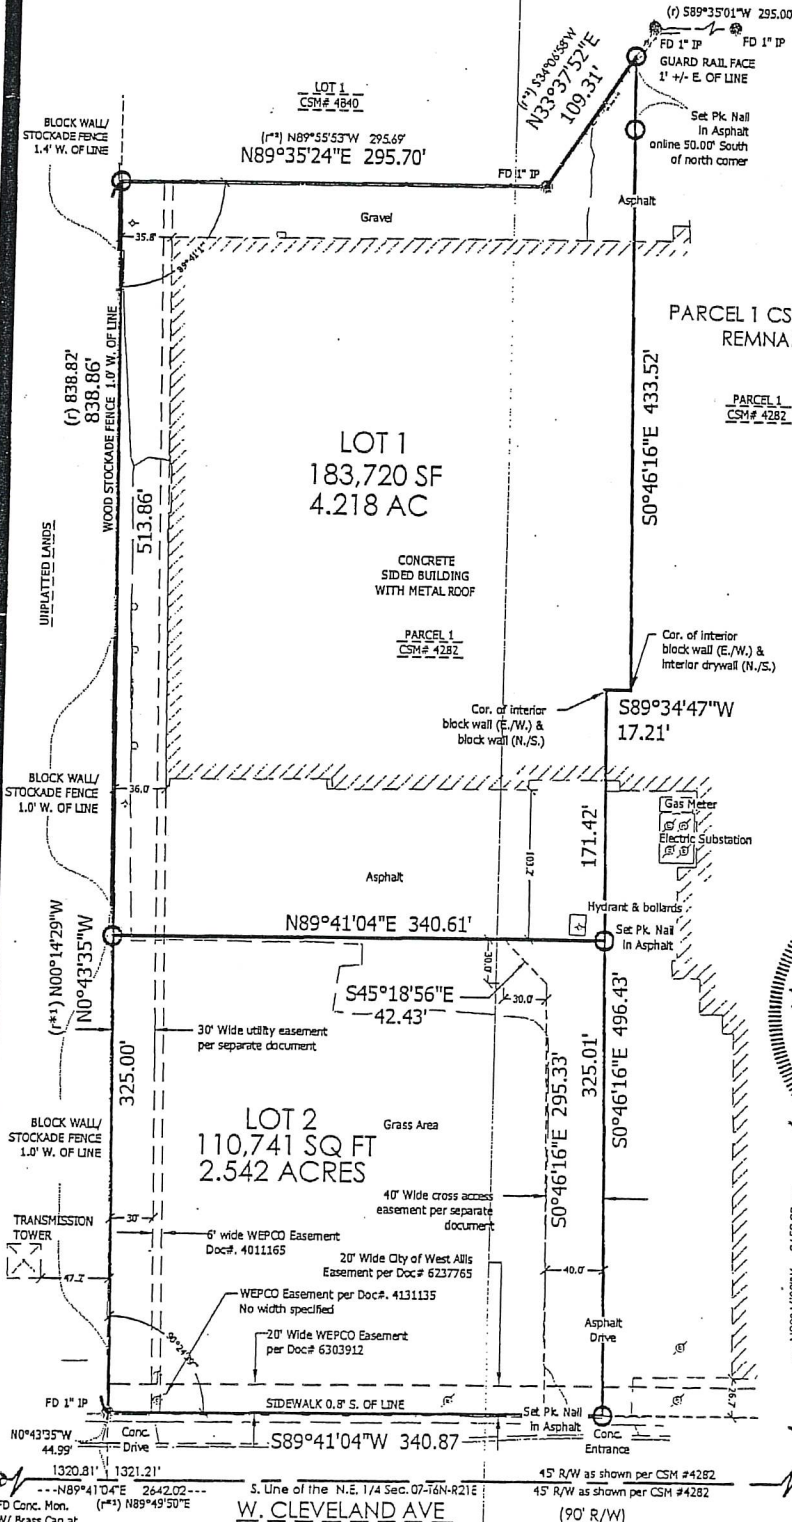 (r) S89°35'01"W 295.00
FD 1" IP
FD 1" IP
GUARD RAIL FACE
1' +/- E. OF LINE
(r*²) S34°06'58"W
N33°37'52"E
109.31'
LOT 1
CSM# 4840
BLOCK WALL/
STOCKADE FENCE
1.4' W. OF LINE
(r*²) N89°55'53"W 295.69'
N89°35'24"E 295.70'
Set Pk. Nail
in Asphalt
online 50.00' South
of north corner
FD 1" IP
Asphalt
Gravel
35.8'
89°41'1"
PARCEL 1 CS
REMNA
(r) 838.82'
838.86'
WOOD STOCKADE FENCE 1.0' W. OF LINE
S0°46'16"E 433.52'
PARCEL 1
CSM# 4282
LOT 1
183,720 SF
4.218 AC
513.86'
UNPLATTED LANDS
CONCRETE
SIDED BUILDING
WITH METAL ROOF
PARCEL 1
CSM# 4282
Cor. of interior
block wall (E./W.) &
interior drywall (N./S.)
Cor. of interior
block wall (E./W.) &
block wall (N./S.)
S89°34'47"W
17.21'
BLOCK WALL/
STOCKADE FENCE
1.0' W. OF LINE
36.0'
Gas Meter
Electric Substation
171.42'
103.2'
Asphalt
Hydrant & bollards
N89°41'04"E 340.61'
Set Pk. Nail
in Asphalt
(r*¹) N00°14'29"W
N0°43'35"W
30.0'
S45°18'56"E
42.43'
30.0'
30' Wide utility easement
per separate document
325.00'
S0°46'16"E 295.33'
325.01'
S0°46'16"E 496.43'
BLOCK WALL/
STOCKADE FENCE
1.0' W. OF LINE
LOT 2
110,741 SQ FT
2.542 ACRES
Grass Area
40' Wide cross access
easement per separate
document
TRANSMISSION
TOWER
30'
6' wide WEPCO Easement
Doc#. 4011165
20' Wide City of West Allis
Easement per Doc# 6237765
47.7'
40.0'
WEPCO Easement per Doc#. 4131135
No width specified
Asphalt
Drive
90°24'39"
20' Wide WEPCO Easement
per Doc# 6303912
26.7'
FD 1" IP
SIDEWALK 0.8' S. OF LINE
Set Pk. Nail
in Asphalt
N0°43'35"W
44.99'
Conc.
Drive
S89°41'04"W 340.87
Conc.
Entrance
1320.81' 1321.21'
45' R/W as shown per CSM #4282
---N89°41'04"E 2642.02---
S. Line of the N.E. 1/4 Sec. 07-T6N-R21E
45' R/W as shown per CSM #4282
FD Conc. Mon.
(r*¹) N89°49'50"E
W. CLEVELAND AVE
(90' R/W)
W/ Brass Cap at